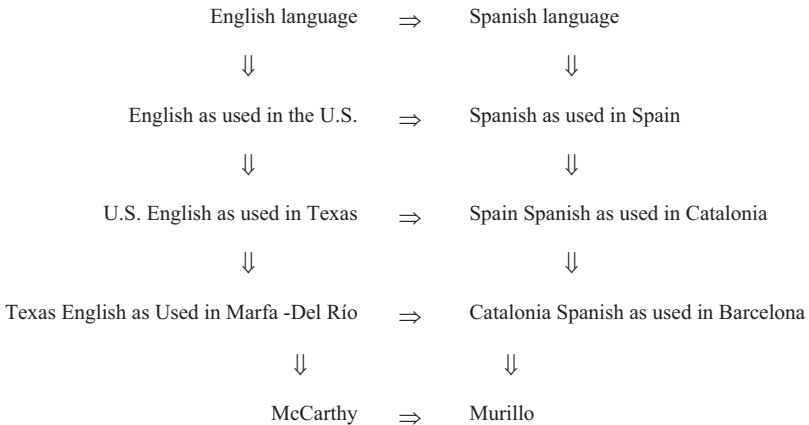 English language ⇒ Spanish language
⇓ ⇓
English as used in the U.S. ⇒ Spanish as used in Spain
⇓ ⇓
U.S. English as used in Texas ⇒ Spain Spanish as used in Catalonia
⇓ ⇓
Texas English as Used in Marfa -Del Río ⇒ Catalonia Spanish as used in Barcelona
⇓ ⇓
McCarthy ⇒ Murillo